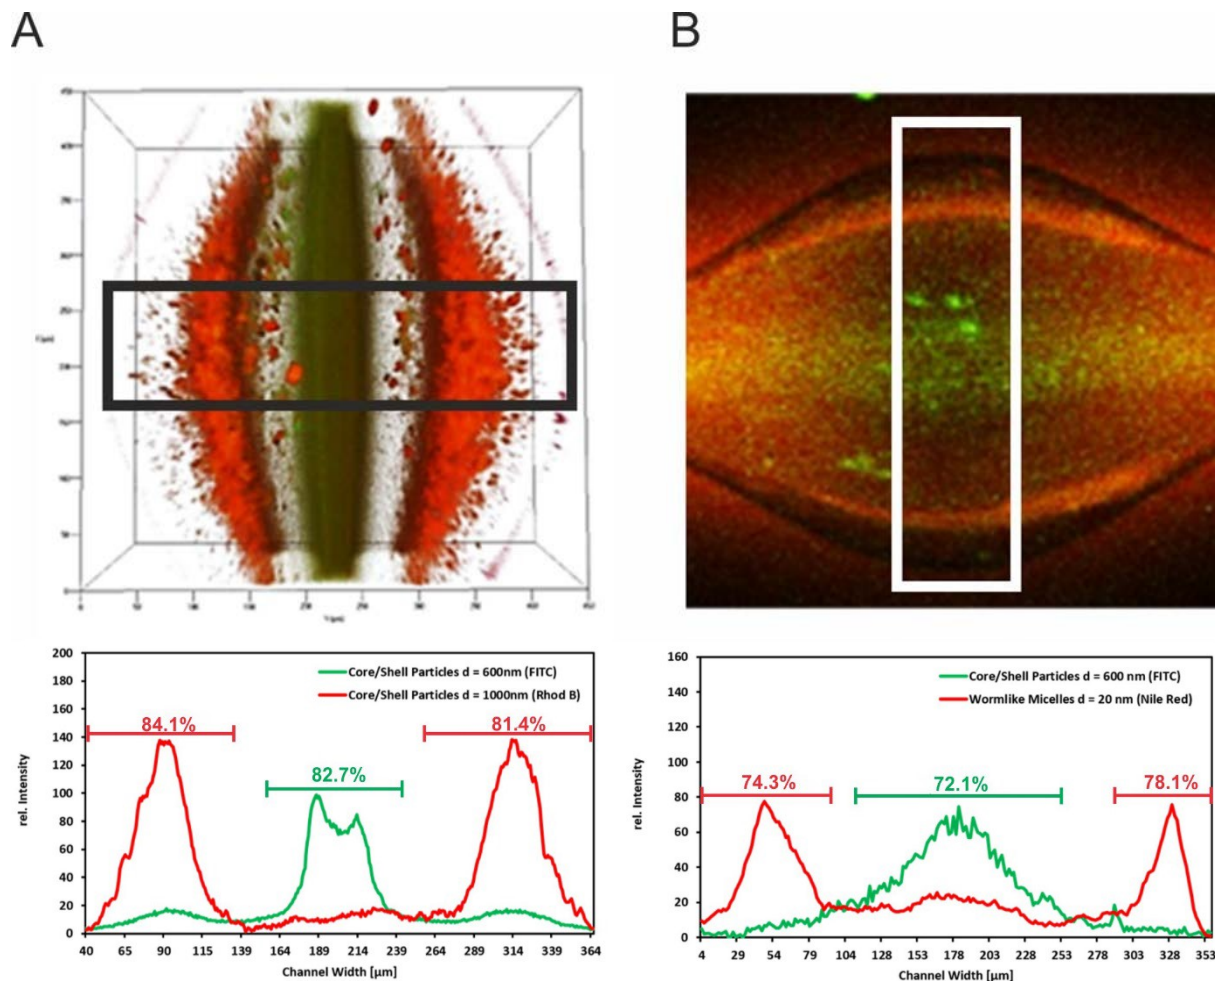 A
B
0
50
200 180 160 140 120 100 80 60 40 20 0
rel. Intensity
Core/Shell Particles d = 600nm (FITC)
Core/Shell Particles d = 1000nm (Rhod B)
84.1%
82.7%
81.4%
40 65 90 115 139 164 189 214 239 264 289 314 339 364
Channel Width [µm]
160 140 120 100 80 60 40 20 0
rel. Intensity
Core/Shell Particles d = 600 nm (FITC)
Wormlike Micelles d = 20 nm (Nile Red)
74.3%
72.1%
78.1%
4 29 54 79 104 128 153 178 203 228 253 278 303 328 353
Channel Width [µm]